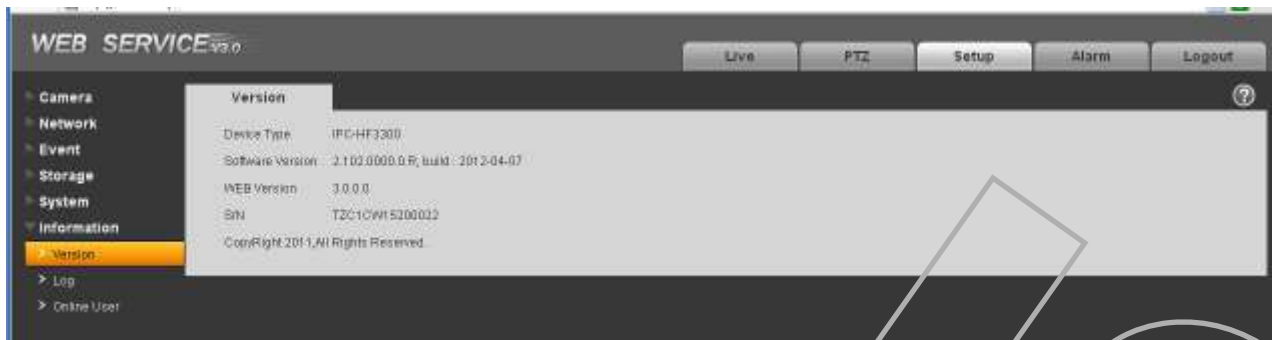 WEB SERVICE V3.0
Live PTZ Setup Alarm Logout
Camera
Network
Event
Storage
System
Information
Version
Log
Online User
Version
Device Type IPC-HF3300
Software Version 2.102.0000.0.R, build : 2012-04-07
WEB Version 3.0.0.0
S/N TZC1CW15200022
CopyRight 2011,All Rights Reserved.